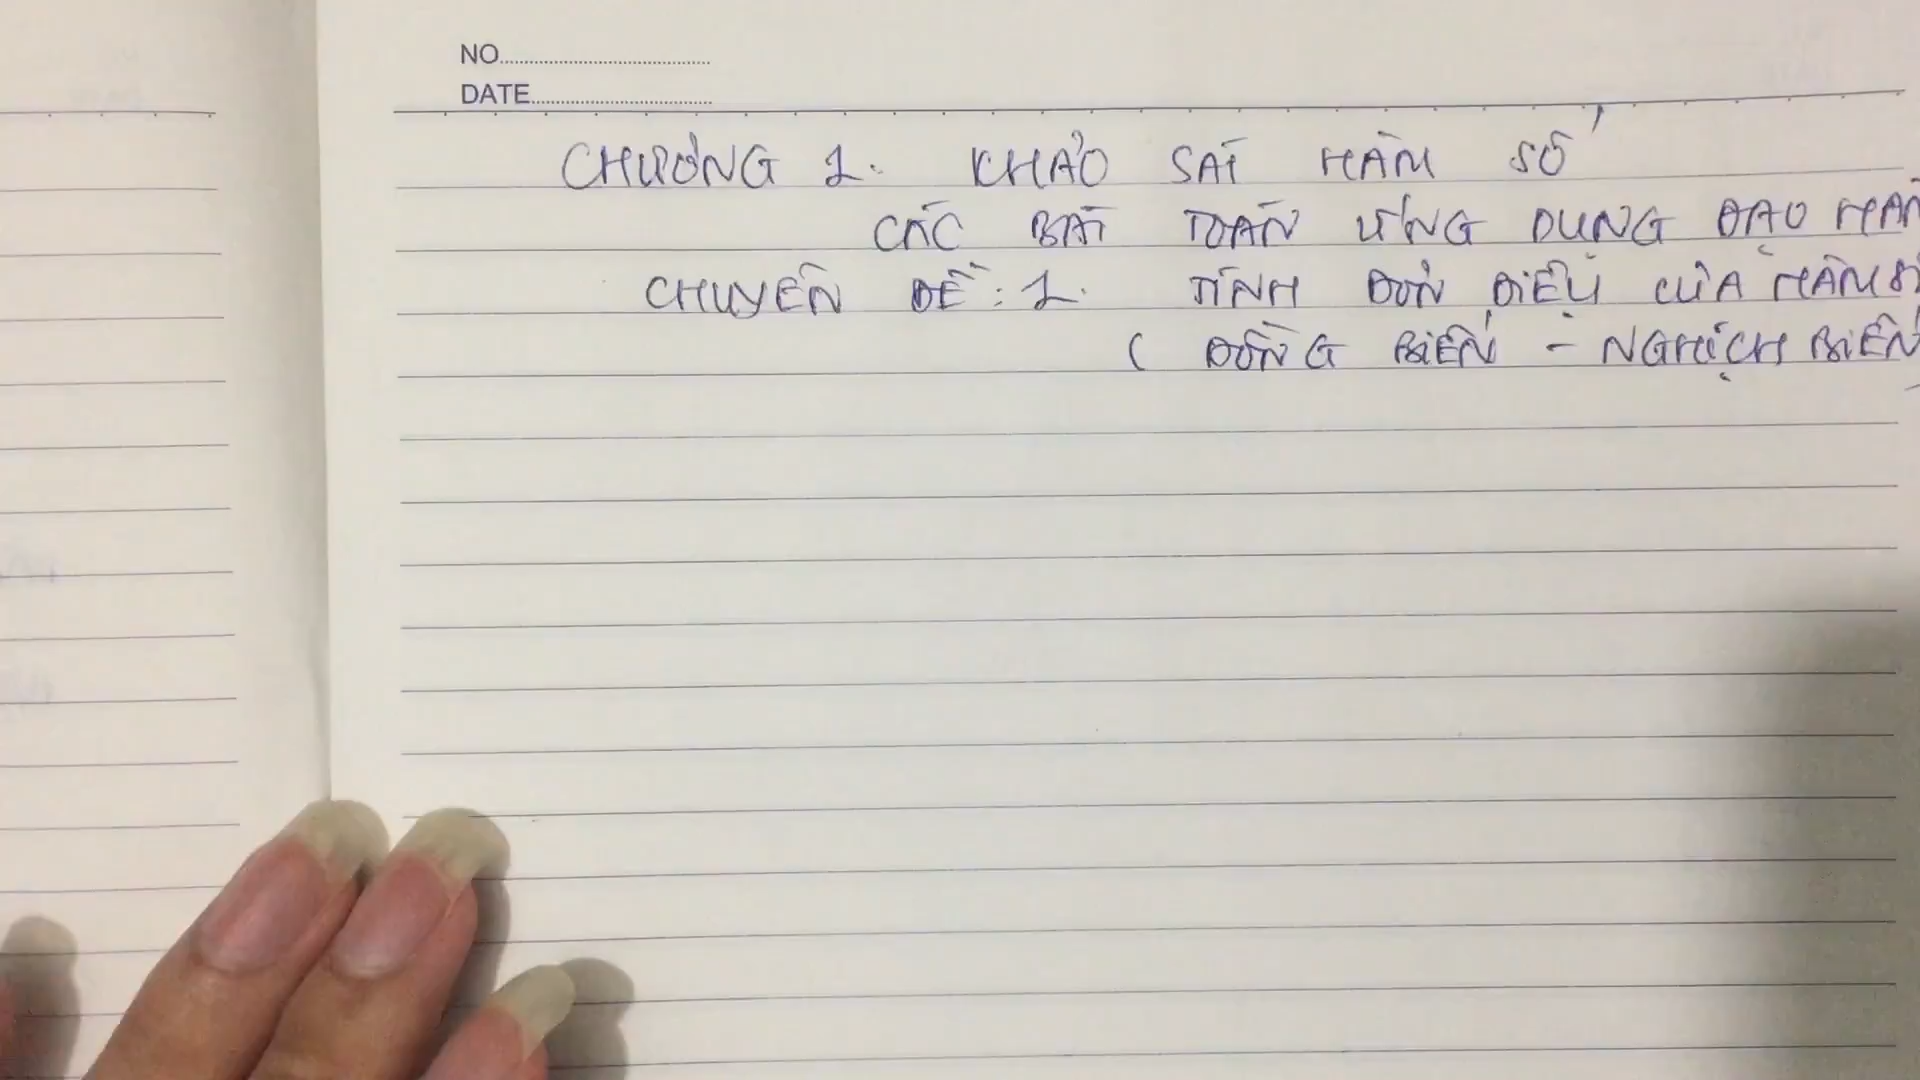 NO
DATE
CHƯƠNG 1. KHẢO SÁT HÀM SỐ
CÁC BÀI TOÁN ỨNG DỤNG ĐẠO HÀM
CHUYÊN ĐỀ: 1. TÍNH ĐƠN ĐIỆU CỦA HÀM SỐ
( ĐỒNG BIẾN - NGHỊCH BIẾN